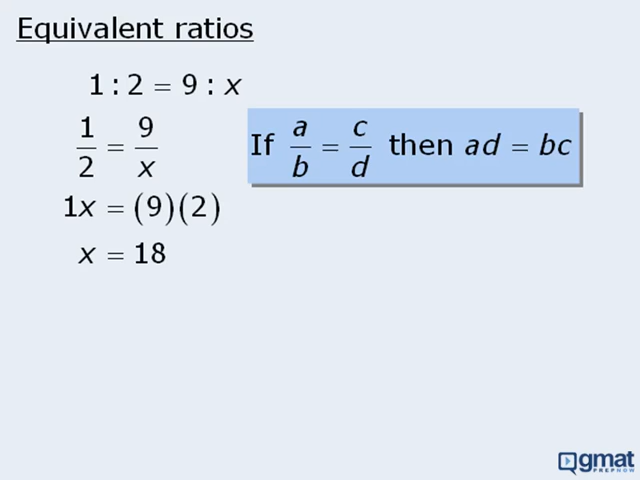 Equivalent ratios
1 : 2 = 9 : x
1/2 = 9/x
If a/b = c/d then ad = bc
1x = (9)(2)
x = 18
gmat
PREPNOW